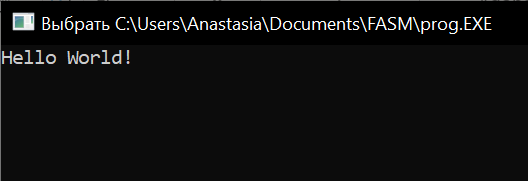 Выбрать C:\Users\Anastasia\Documents\FASM\prog.EXE
Hello World!